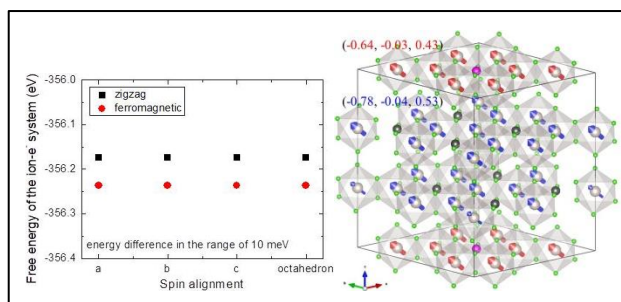 Free energy of the ion-e⁻ system (eV)
-356.0
-356.1
-356.2
-356.3
-356.4
zigzag
ferromagnetic
energy difference in the range of 10 meV
a
b
c
octahedron
Spin alignment
(-0.64, -0.03, 0.43)
(-0.78, -0.04, 0.53)